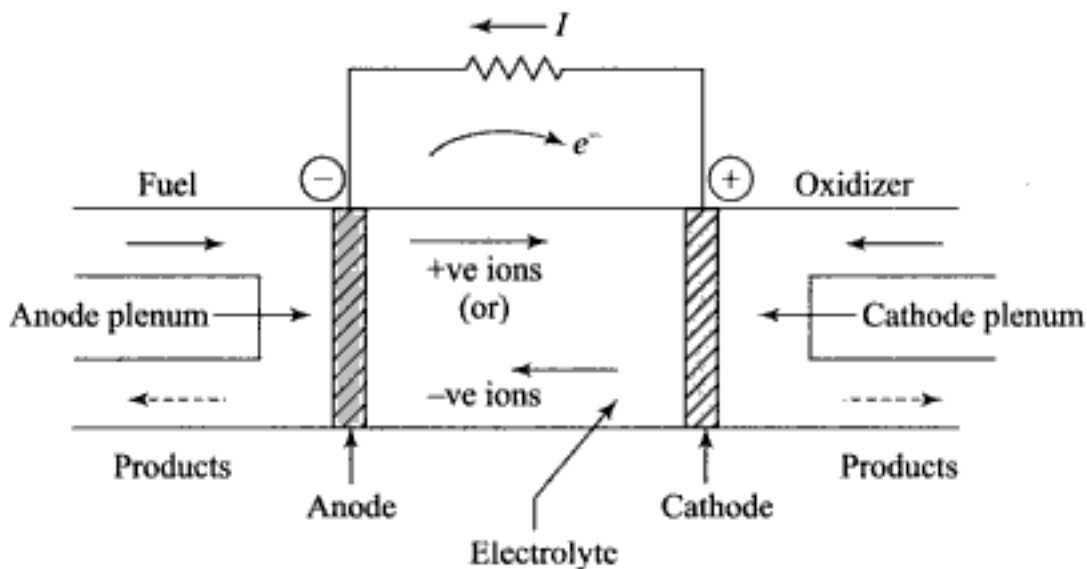 I
e⁻
Fuel
−
+
Oxidizer
+ve ions
(or)
Anode plenum
Cathode plenum
−ve ions
Products
Products
Anode
Cathode
Electrolyte